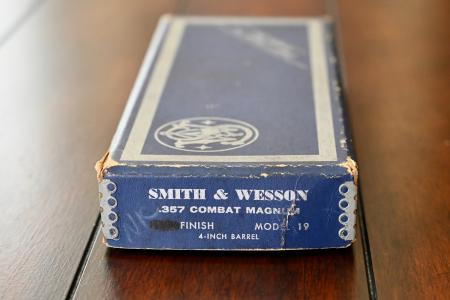 SMITH & WESSON
.357 COMBAT MAGNUM
FINISH MODEL 19
4-INCH BARREL